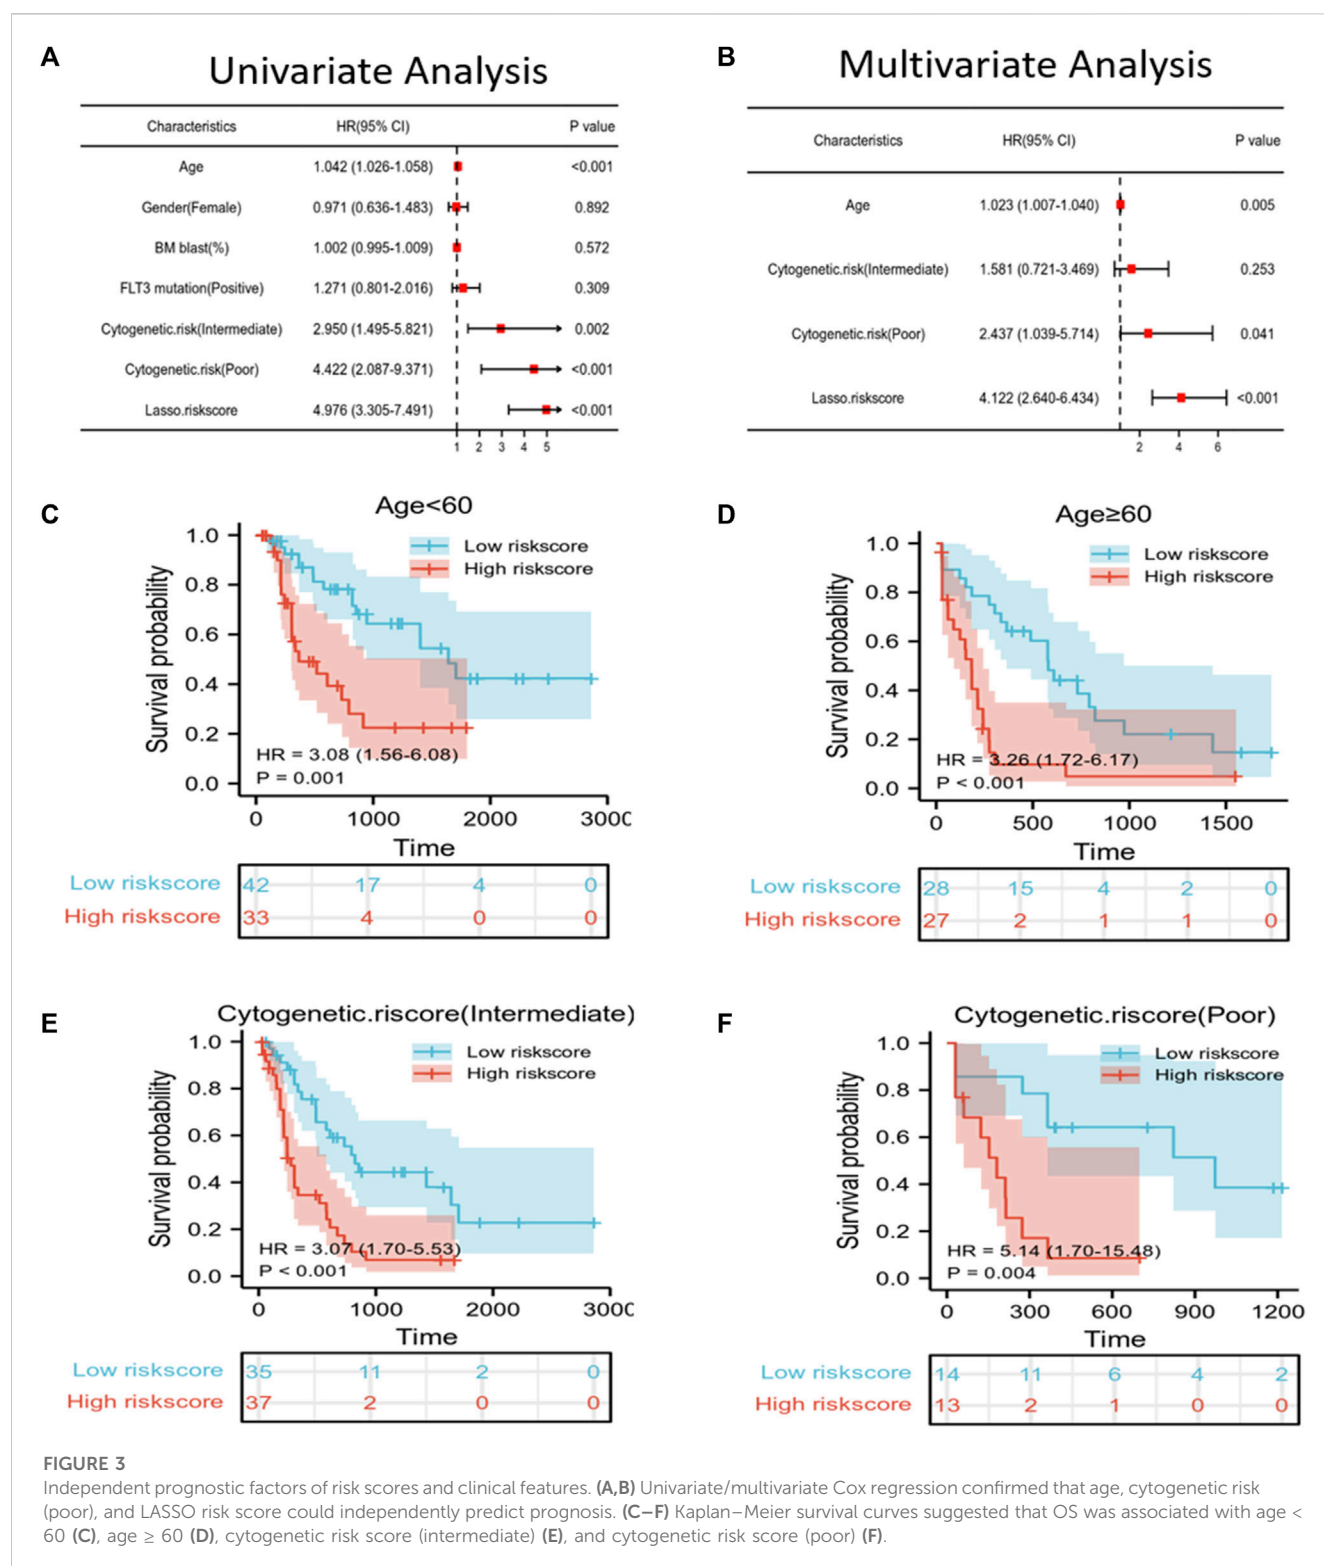 A
Univariate Analysis
Characteristics HR(95% CI) P value
Age 1.042 (1.026-1.058) <0.001
Gender(Female) 0.971 (0.636-1.483) 0.892
BM blast(%) 1.002 (0.995-1.009) 0.572
FLT3 mutation(Positive) 1.271 (0.801-2.016) 0.309
Cytogenetic.risk(Intermediate) 2.950 (1.495-5.821) 0.002
Cytogenetic.risk(Poor) 4.422 (2.087-9.371) <0.001
Lasso.riskscore 4.976 (3.305-7.491) <0.001
1 2 3 4 5
B
Multivariate Analysis
Characteristics HR(95% CI) P value
Age 1.023 (1.007-1.040) 0.005
Cytogenetic.risk(Intermediate) 1.581 (0.721-3.469) 0.253
Cytogenetic.risk(Poor) 2.437 (1.039-5.714) 0.041
Lasso.riskscore 4.122 (2.640-6.434) <0.001
2 4 6
C
Age<60
Survival probability
1.0
0.8
0.6
0.4
0.2
0.0
Low riskscore
High riskscore
HR = 3.08 (1.56-6.08)
P = 0.001
0 1000 2000 3000
Time
Low riskscore 42 17 4 0
High riskscore 33 4 0 0
D
Age≥60
Survival probability
1.0
0.8
0.6
0.4
0.2
0.0
Low riskscore
High riskscore
HR = 3.26 (1.72-6.17)
P < 0.001
0 500 1000 1500
Time
Low riskscore 28 15 4 2 0
High riskscore 27 2 1 1 0
E
Cytogenetic.riscore(Intermediate)
Survival probability
1.0
0.8
0.6
0.4
0.2
0.0
Low riskscore
High riskscore
HR = 3.07 (1.70-5.53)
P < 0.001
0 1000 2000 3000
Time
Low riskscore 35 11 2 0
High riskscore 37 2 0 0
F
Cytogenetic.riscore(Poor)
Survival probability
1.0
0.8
0.6
0.4
0.2
0.0
Low riskscore
High riskscore
HR = 5.14 (1.70-15.48)
P = 0.004
0 300 600 900 1200
Time
Low riskscore 14 11 6 4 2
High riskscore 13 2 1 0 0
FIGURE 3
Independent prognostic factors of risk scores and clinical features. (A,B) Univariate/multivariate Cox regression confirmed that age, cytogenetic risk
(poor), and LASSO risk score could independently predict prognosis. (C–F) Kaplan–Meier survival curves suggested that OS was associated with age <
60 (C), age ≥ 60 (D), cytogenetic risk score (intermediate) (E), and cytogenetic risk score (poor) (F).